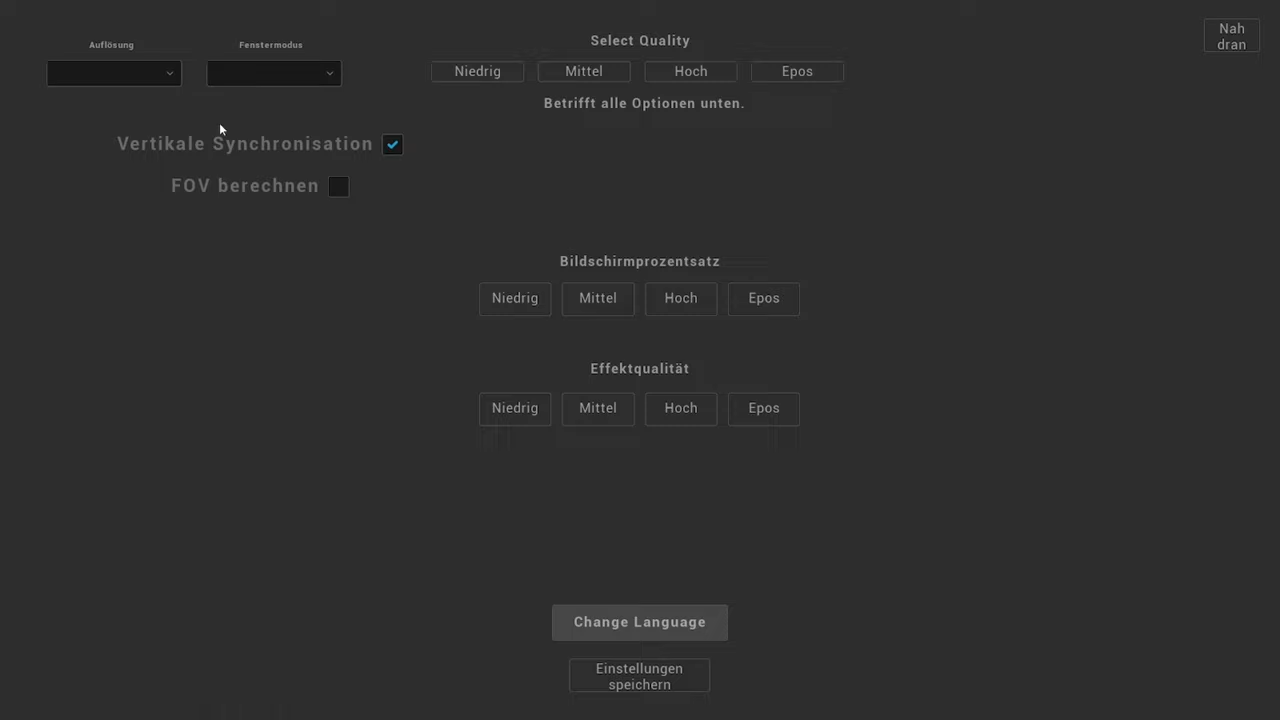 Auflösung
Fenstermodus
Select Quality
Nah
dran
Niedrig
Mittel
Hoch
Epos
Betrifft alle Optionen unten.
Vertikale Synchronisation
FOV berechnen
Bildschirmprozentsatz
Niedrig
Mittel
Hoch
Epos
Effektqualität
Niedrig
Mittel
Hoch
Epos
Change Language
Einstellungen
speichern